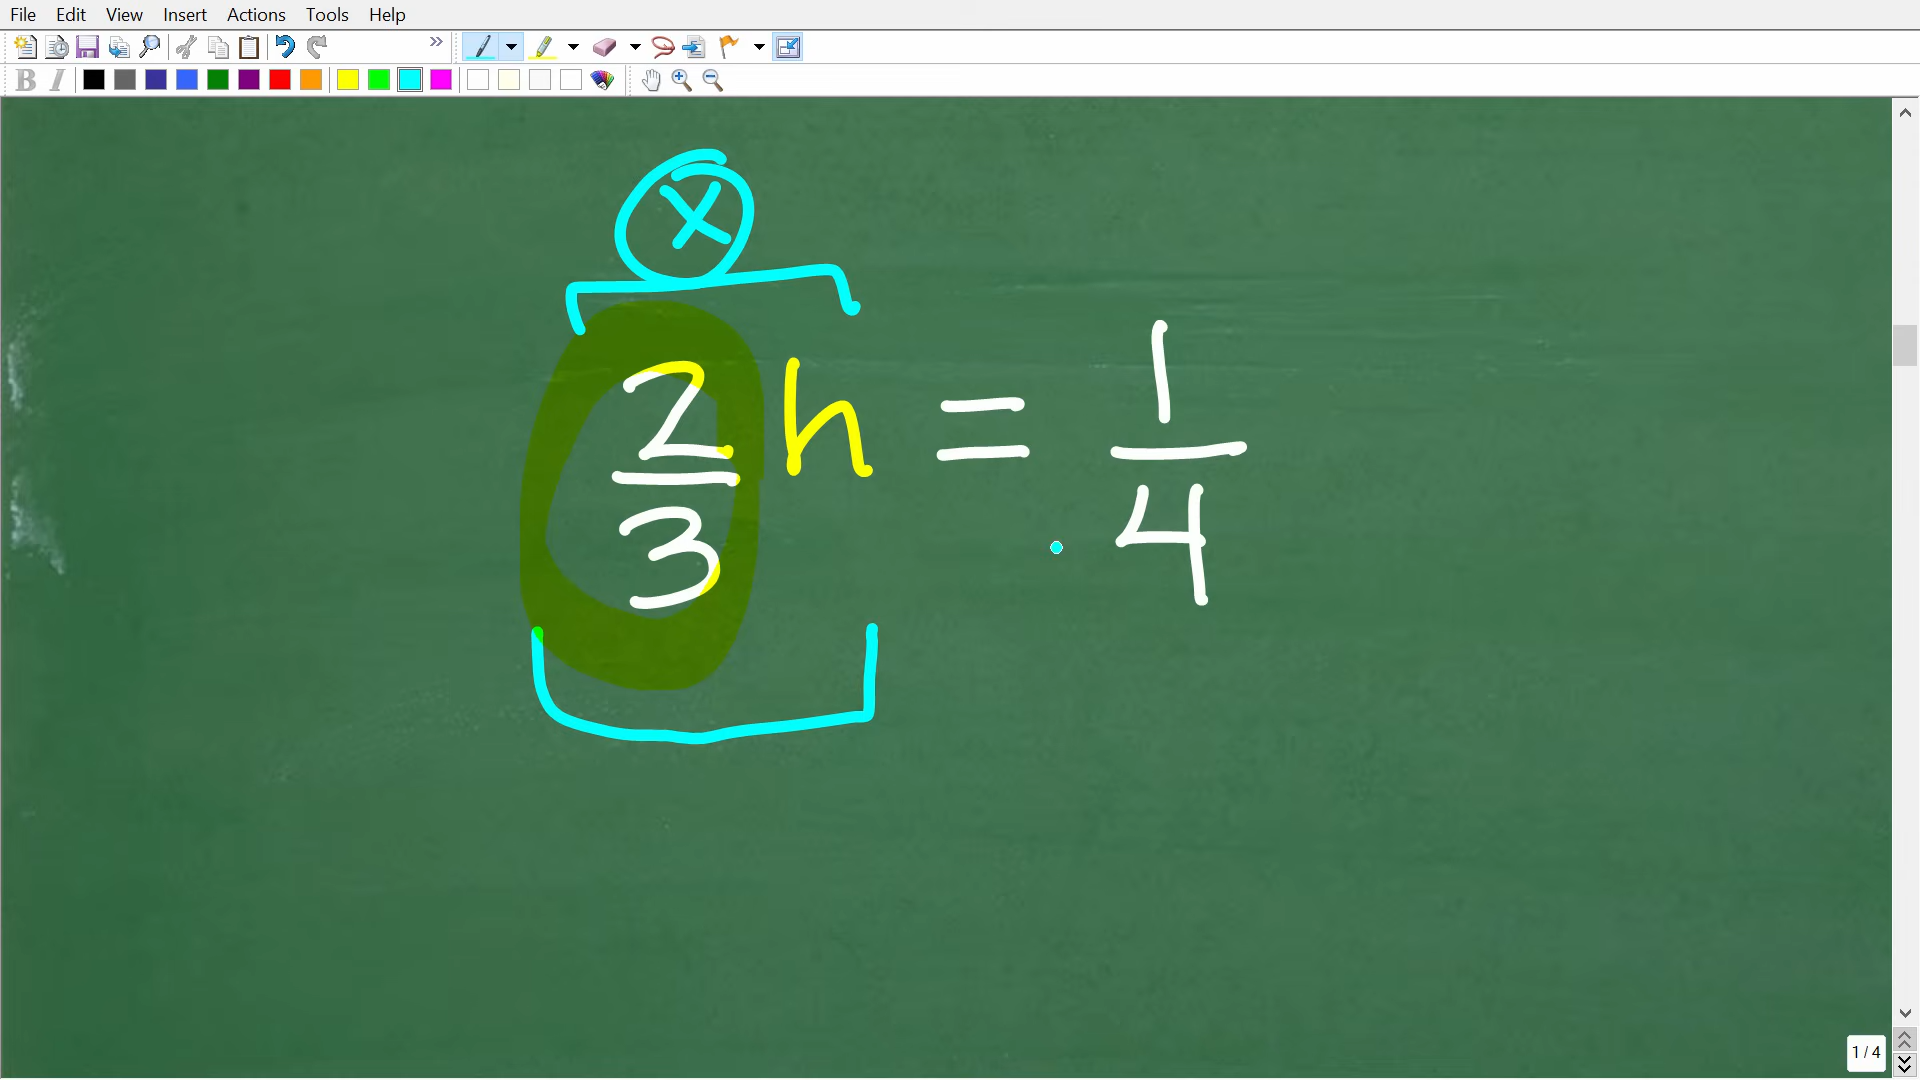 File Edit View Insert Actions Tools Help
B I
X
2/3 h = 1/4
1 / 4